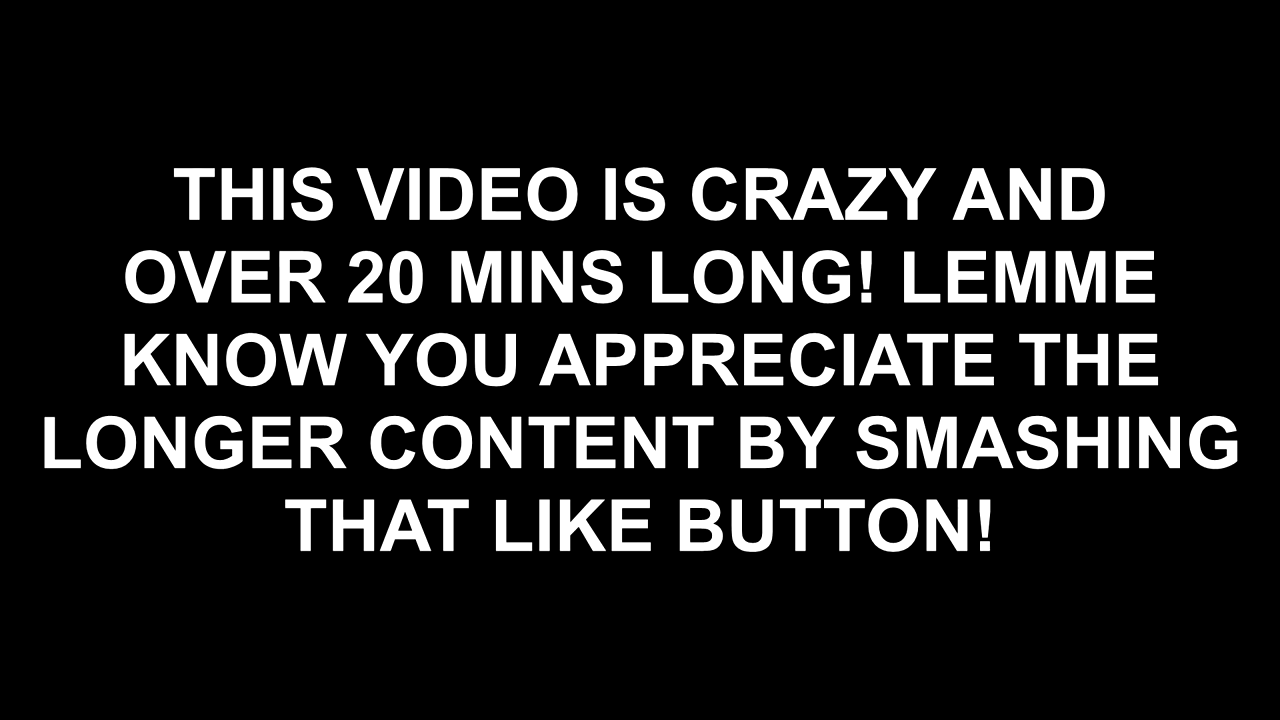 THIS VIDEO IS CRAZY AND
OVER 20 MINS LONG! LEMME
KNOW YOU APPRECIATE THE
LONGER CONTENT BY SMASHING
THAT LIKE BUTTON!